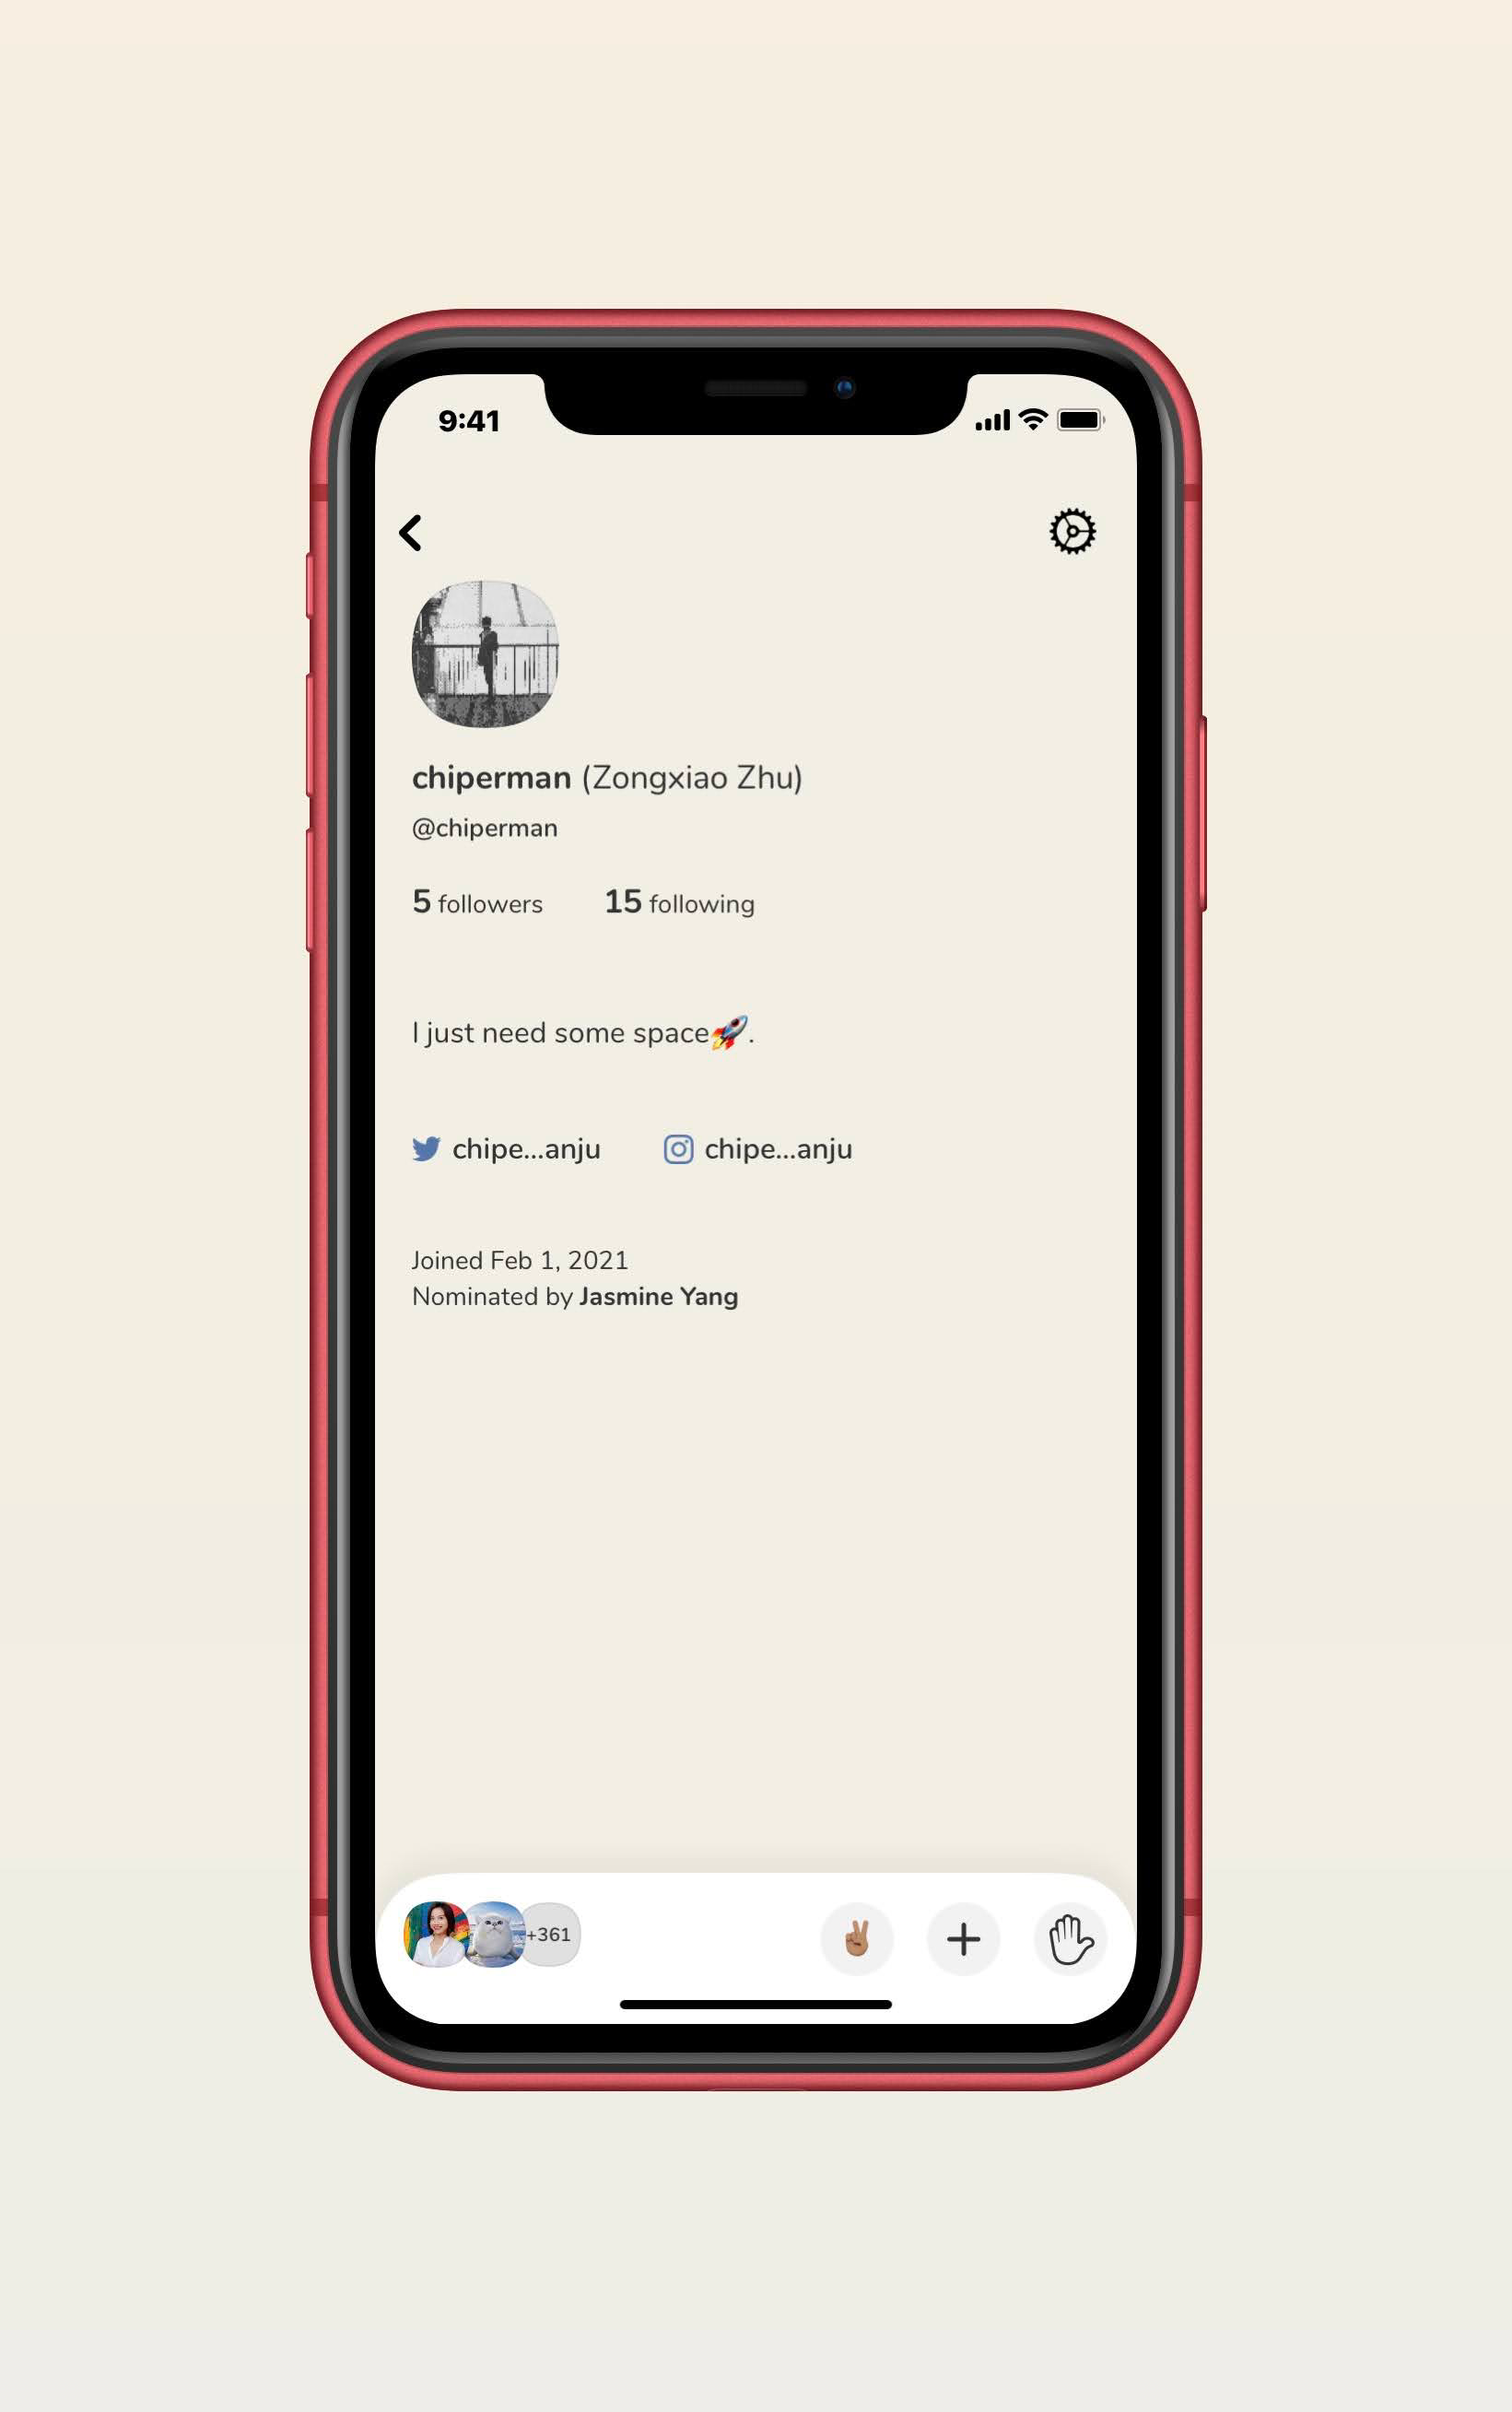 9:41
chiperman (Zongxiao Zhu)
@chiperman
5 followers 15 following
I just need some space🚀.
chipe...anju chipe...anju
Joined Feb 1, 2021
Nominated by Jasmine Yang
+361